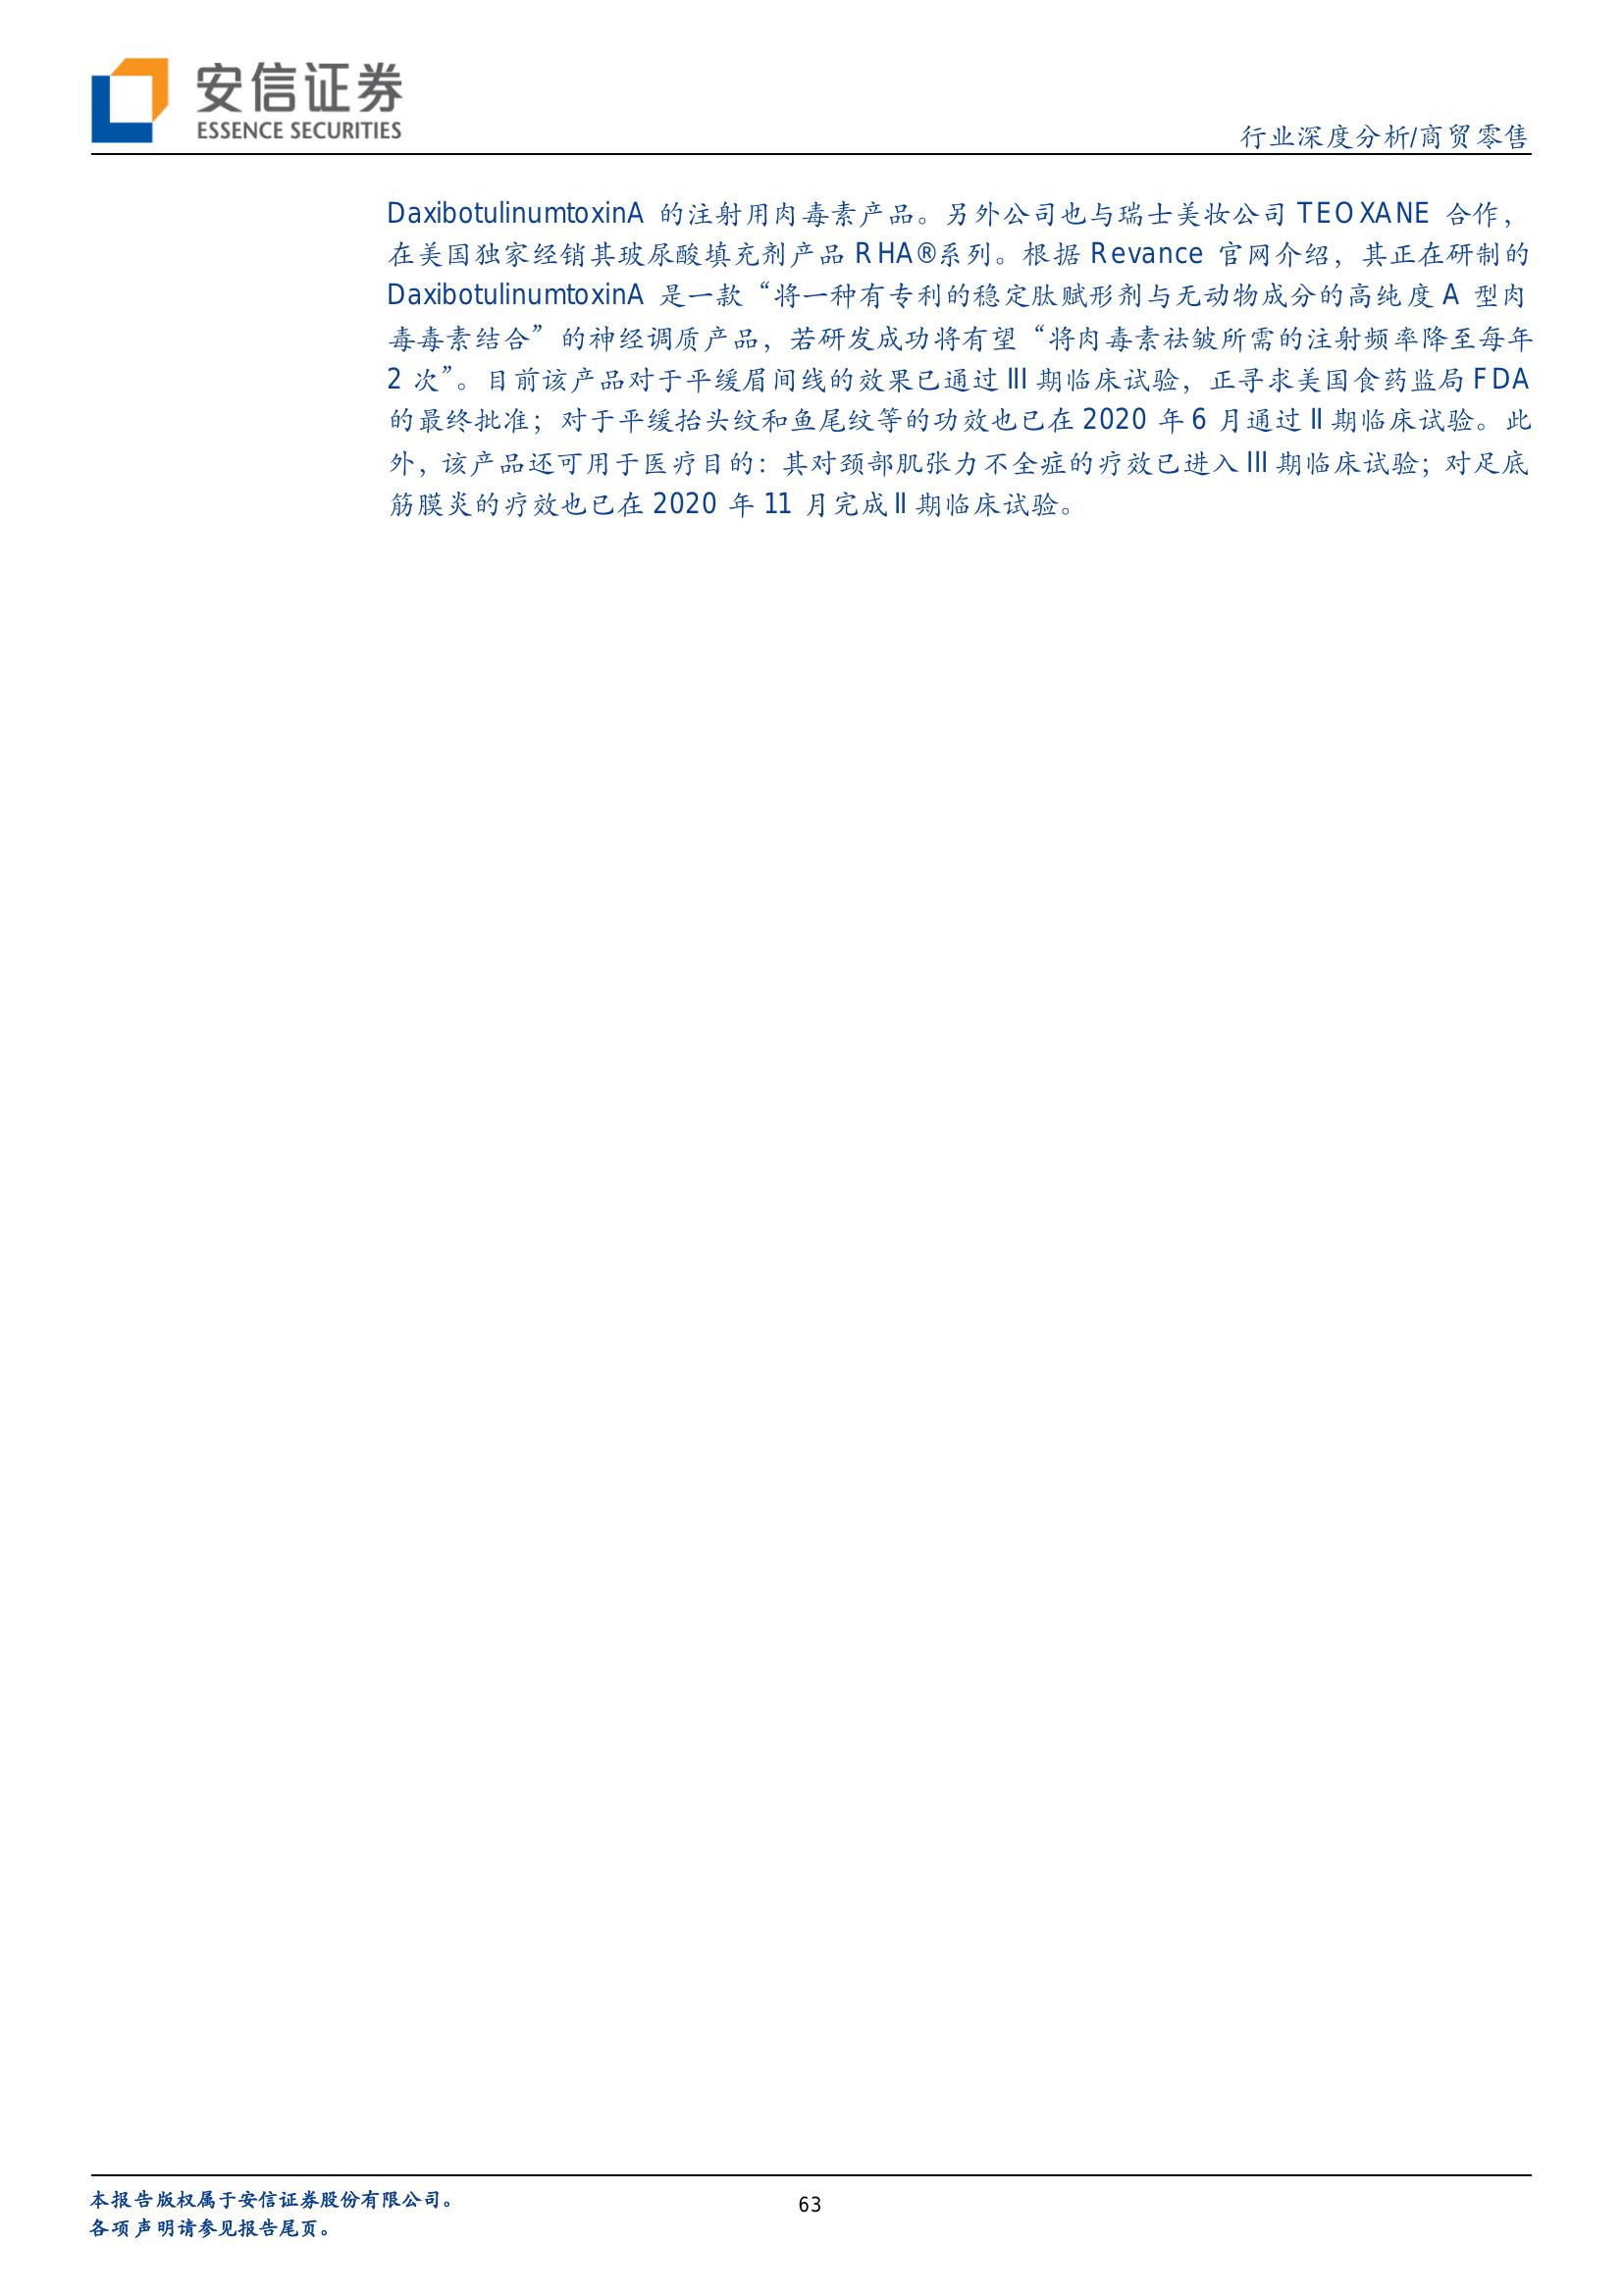 安信证券
ESSENCE SECURITIES
行业深度分析/商贸零售
DaxibotulinumtoxinA 的注射用肉毒素产品。另外公司也与瑞士美妆公司 TEOXANE 合作，
在美国独家经销其玻尿酸填充剂产品 RHA®系列。根据 Revance 官网介绍，其正在研制的
DaxibotulinumtoxinA 是一款“将一种有专利的稳定肽赋形剂与无动物成分的高纯度 A 型肉
毒毒素结合”的神经调质产品，若研发成功将有望“将肉毒素祛皱所需的注射频率降至每年
2 次”。目前该产品对于平缓眉间线的效果已通过 III 期临床试验，正寻求美国食药监局 FDA
的最终批准；对于平缓抬头纹和鱼尾纹等的功效也已在 2020 年 6 月通过 II 期临床试验。此
外，该产品还可用于医疗目的：其对颈部肌张力不全症的疗效已进入 III 期临床试验；对足底
筋膜炎的疗效也已在 2020 年 11 月完成 II 期临床试验。
本报告版权属于安信证券股份有限公司。
各项声明请参见报告尾页。
63